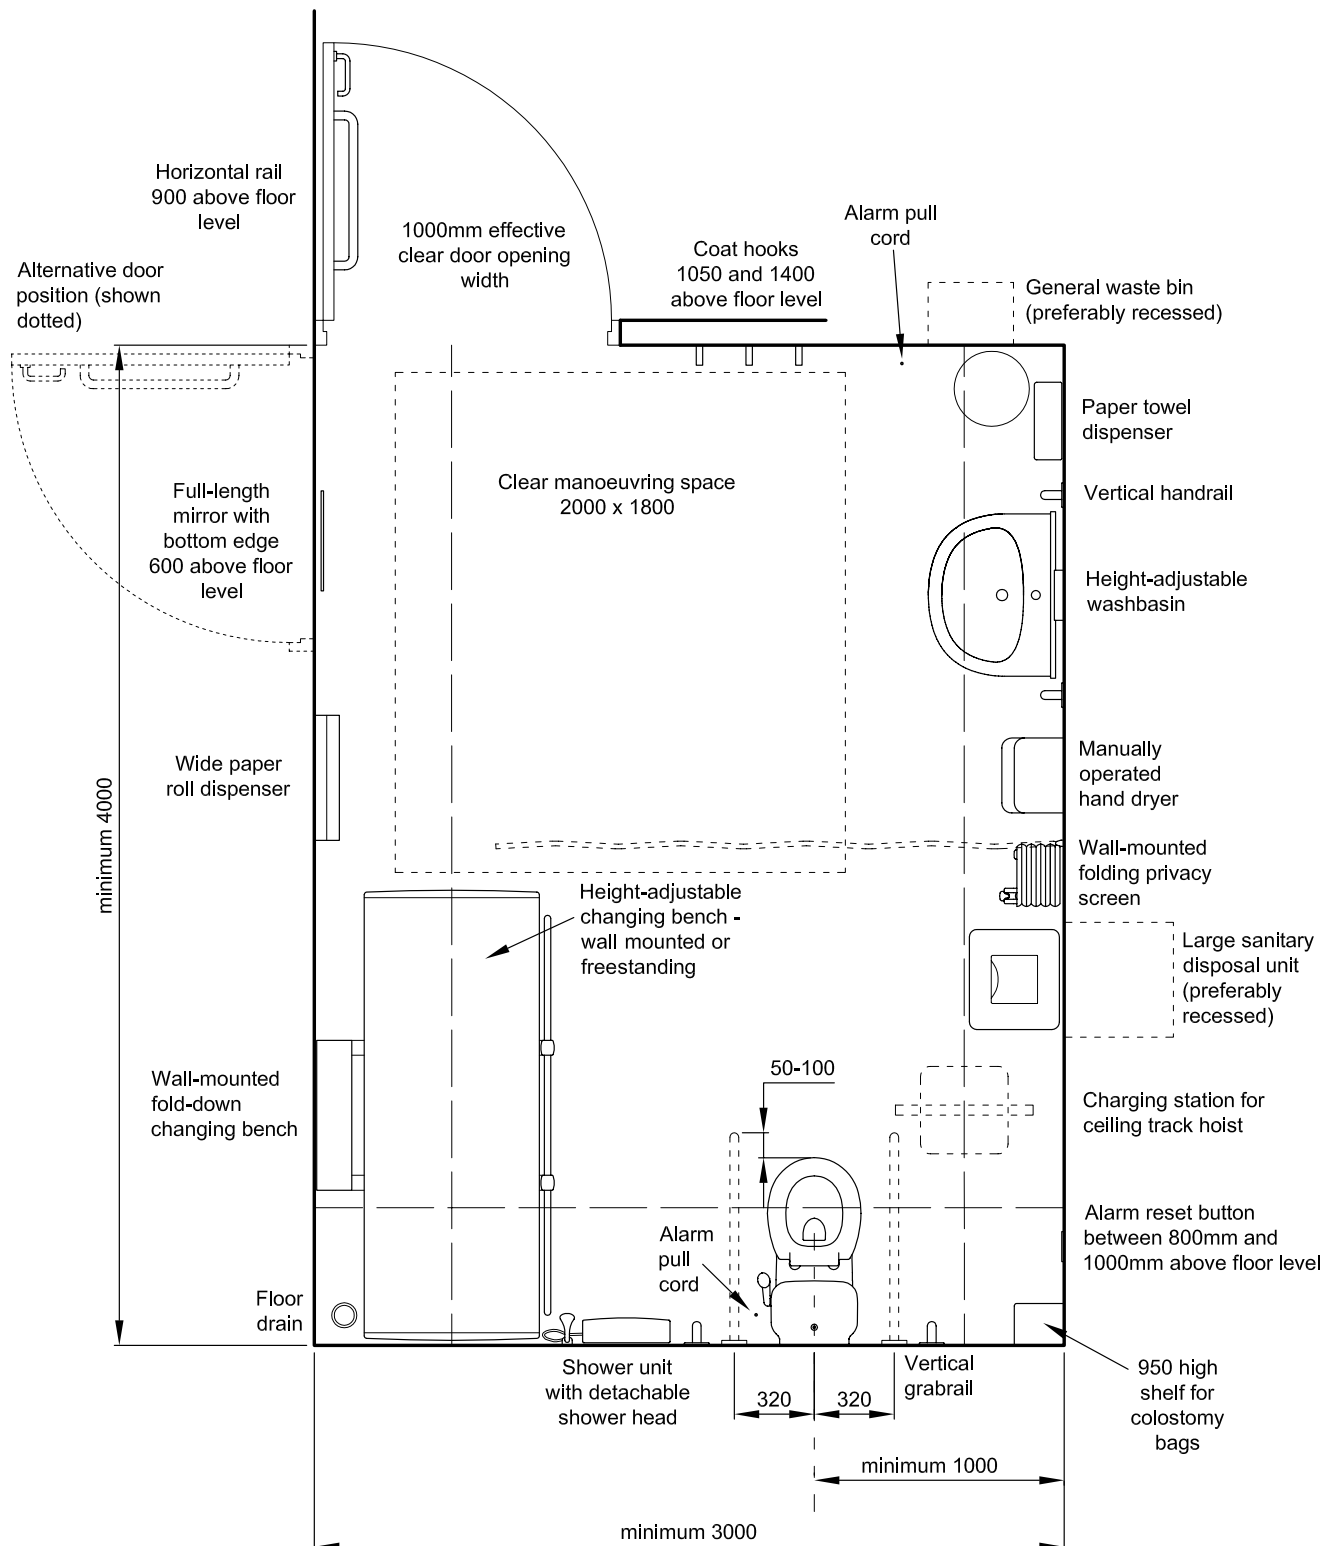 Horizontal rail
900 above floor
level
1000mm effective
clear door opening
width
Alarm pull
cord
Coat hooks
1050 and 1400
above floor level
Alternative door
position (shown
dotted)
General waste bin
(preferably recessed)
Paper towel
dispenser
Clear manoeuvring space
2000 x 1800
Full-length
mirror with
bottom edge
600 above floor
level
Vertical handrail
Height-adjustable
washbasin
Wide paper
roll dispenser
minimum 4000
Manually
operated
hand dryer
Wall-mounted
folding privacy
screen
Height-adjustable
changing bench -
wall mounted or
freestanding
Large sanitary
disposal unit
(preferably
recessed)
50-100
Wall-mounted
fold-down
changing bench
Charging station for
ceiling track hoist
Alarm
pull
cord
Alarm reset button
between 800mm and
1000mm above floor level
Floor
drain
Shower unit
with detachable
shower head
320
320
Vertical
grabrail
950 high
shelf for
colostomy
bags
minimum 1000
minimum 3000